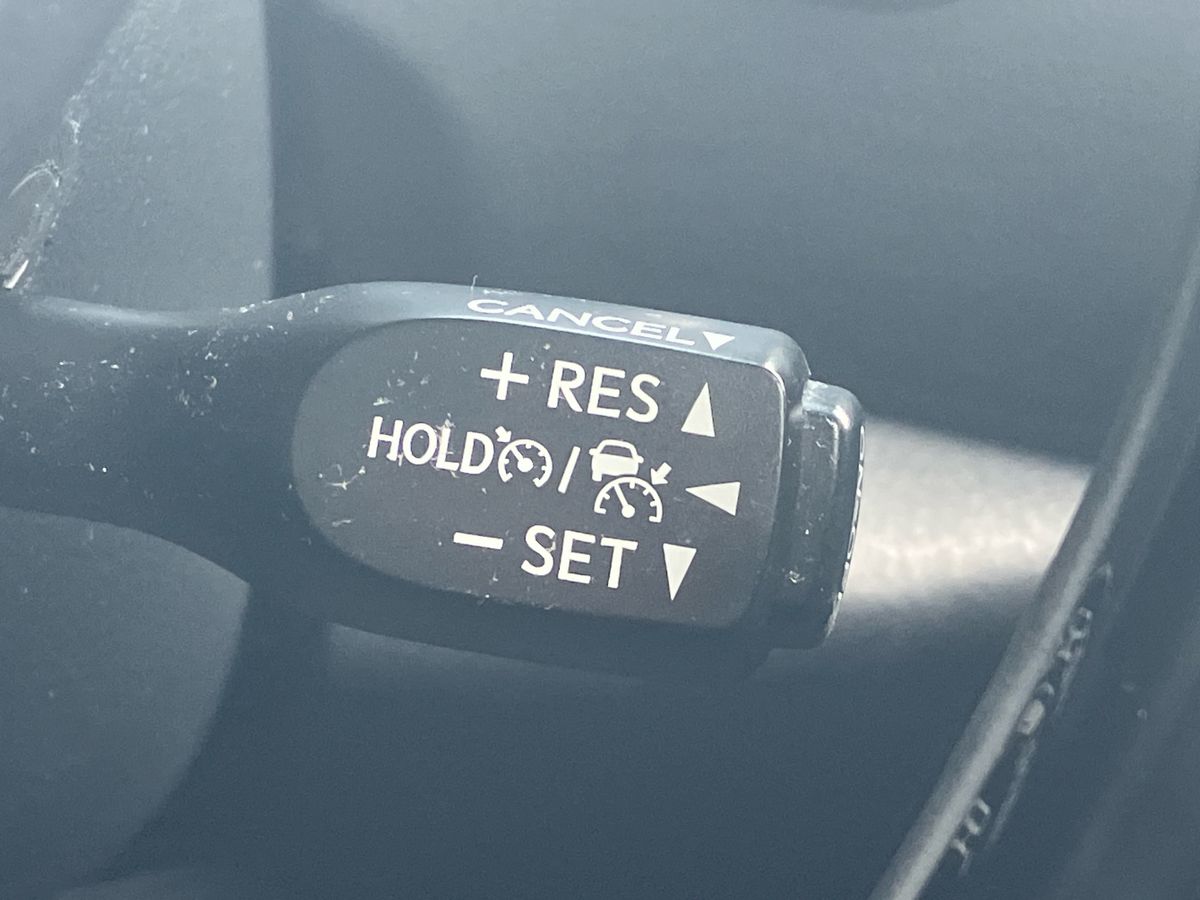 CANCEL▼
+ RES ▲
HOLD / ◀
− SET ▼